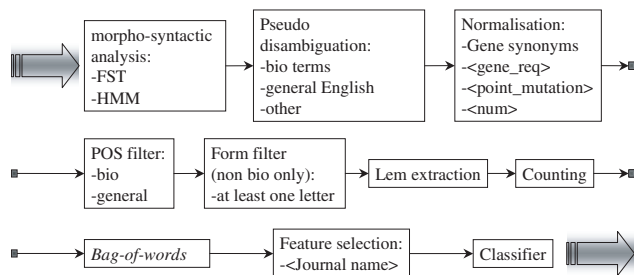 morpho-syntactic
analysis:
-FST
-HMM
Pseudo
disambiguation:
-bio terms
-general English
-other
Normalisation:
-Gene synonyms
-<gene_req>
-<point_mutation>
-<num>
POS filter:
-bio
-general
Form filter
(non bio only):
-at least one letter
Lem extraction
Counting
Bag-of-words
Feature selection:
-<Journal name>
Classifier